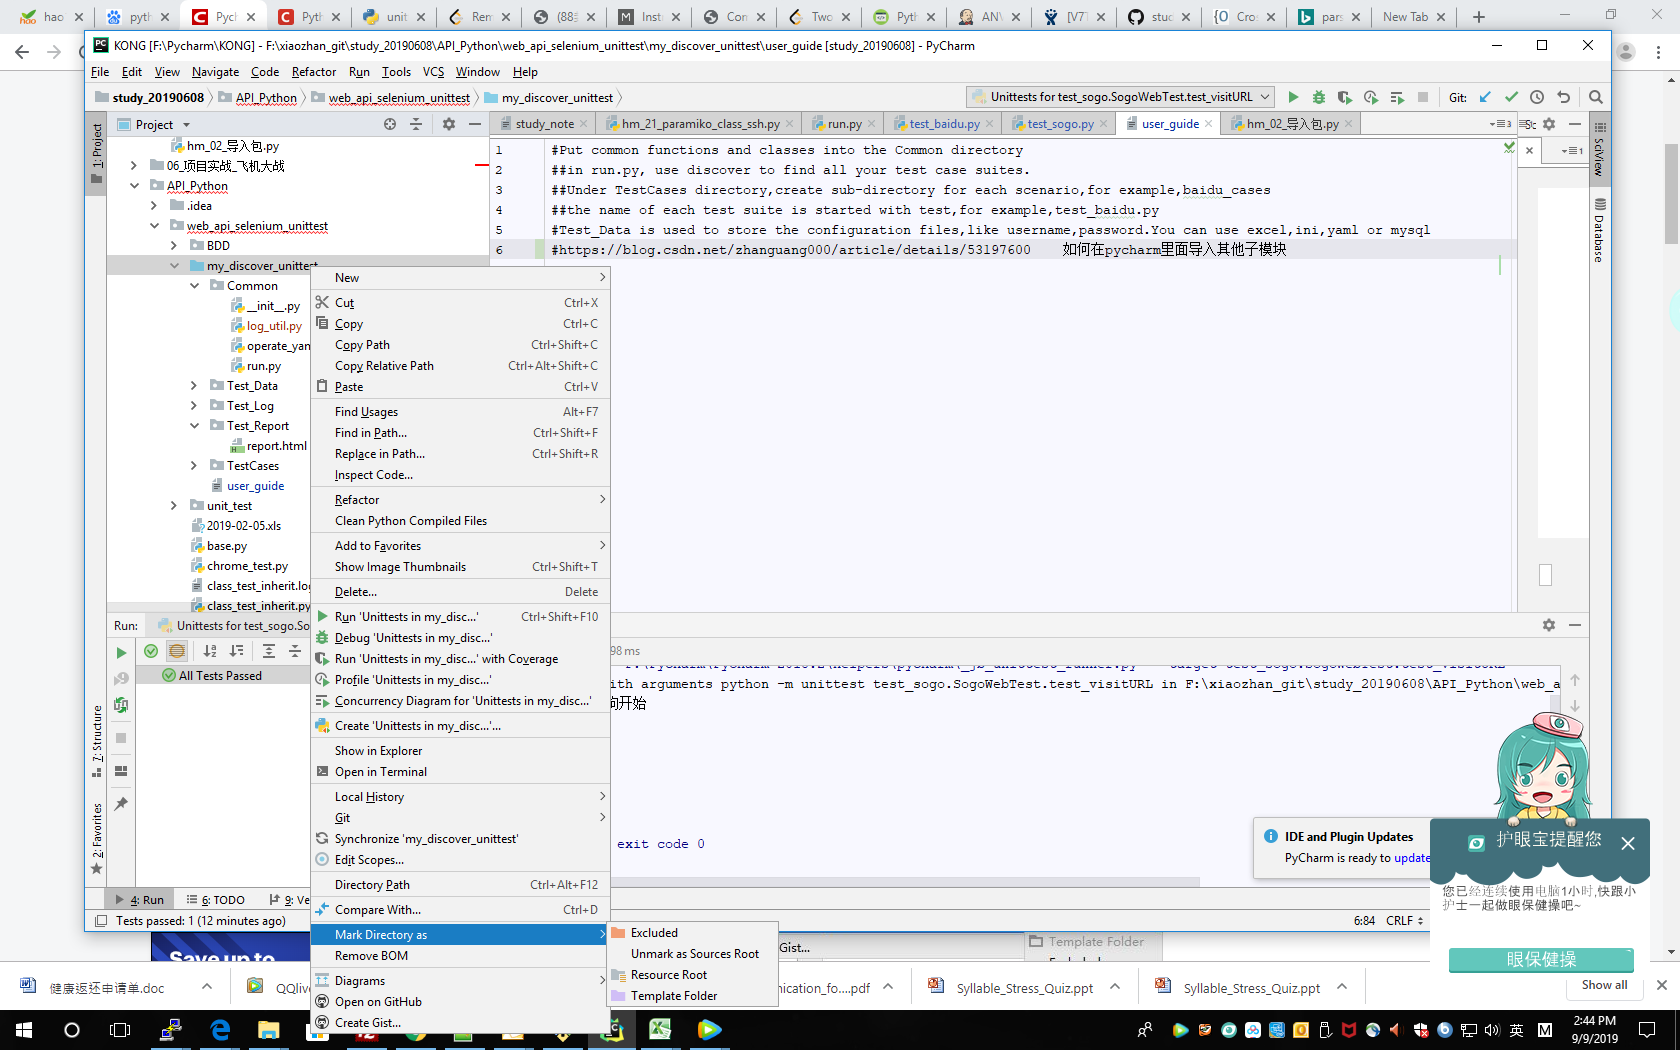 hao
pyth
Pych
Pyth
unit
Rem
(88
Inst
Con
Two
Pyth
AN\
[V7
stuc
Cro
pars
New Tab
KONG [F:\Pycharm\KONG] - F:\xiaozhan_git\study_20190608\API_Python\web_api_selenium_unittest\my_discover_unittest\user_guide [study_20190608] - PyCharm
File Edit View Navigate Code Refactor Run Tools VCS Window Help
study_20190608 API_Python web_api_selenium_unittest my_discover_unittest
Unittests for test_sogo.SogoWebTest.test_visitURL
Git:
Project
study_note hm_21_paramiko_class_ssh.py run.py test_baidu.py test_sogo.py user_guide hm_02_导入包.py
1: Project
hm_02_导入包.py
06_项目实战_飞机大战
API_Python
.idea
web_api_selenium_unittest
BDD
my_discover_unittest
Common
__init__.py
log_util.py
operate_yan
run.py
Test_Data
Test_Log
Test_Report
report.html
TestCases
user_guide
unit_test
2019-02-05.xls
base.py
chrome_test.py
class_test_inherit.log
class_test_inherit.py
1 #Put common functions and classes into the Common directory
2 ##in run.py, use discover to find all your test case suites.
3 ##Under TestCases directory,create sub-directory for each scenario,for example,baidu_cases
4 ##the name of each test suite is started with test,for example,test_baidu.py
5 #Test_Data is used to store the configuration files,like username,password.You can use excel,ini,yaml or mysql
6 #https://blog.csdn.net/zhanguang000/article/details/53197600 如何在pycharm里面导入其他子模块
SciView
Database
New
Cut Ctrl+X
Copy Ctrl+C
Copy Path Ctrl+Shift+C
Copy Relative Path Ctrl+Alt+Shift+C
Paste Ctrl+V
Find Usages Alt+F7
Find in Path... Ctrl+Shift+F
Replace in Path... Ctrl+Shift+R
Inspect Code...
Refactor
Clean Python Compiled Files
Add to Favorites
Show Image Thumbnails Ctrl+Shift+T
Delete... Delete
Run 'Unittests in my_disc...' Ctrl+Shift+F10
Debug 'Unittests in my_disc...'
Run 'Unittests in my_disc...' with Coverage
Profile 'Unittests in my_disc...'
Concurrency Diagram for 'Unittests in my_disc...'
Create 'Unittests in my_disc...'...
Show in Explorer
Open in Terminal
Local History
Git
Synchronize 'my_discover_unittest'
Edit Scopes...
Directory Path Ctrl+Alt+F12
Compare With... Ctrl+D
Mark Directory as
Remove BOM
Diagrams
Open on GitHub
Create Gist...
Excluded
Unmark as Sources Root
Resource Root
Template Folder
Run: Unittests for test_sogo.So
All Tests Passed
98 ms
ith arguments python -m unittest test_sogo.SogoWebTest.test_visitURL in F:\xiaozhan_git\study_20190608\API_Python\web_a
开始
exit code 0
7: Structure
2: Favorites
4: Run 6: TODO 9: Ve
Tests passed: 1 (12 minutes ago)
6:84 CRLF
IDE and Plugin Updates
PyCharm is ready to update
护眼宝提醒您
您已经连续使用电脑1小时,快跟小
护士一起做眼保健操吧~
眼保健操
Save up to
Gist...
Template Folder
健康返还申请单.doc
QQlive
nication_fo....pdf
Syllable_Stress_Quiz.ppt
Syllable_Stress_Quiz.ppt
Show all
英
M
2:44 PM
9/9/2019